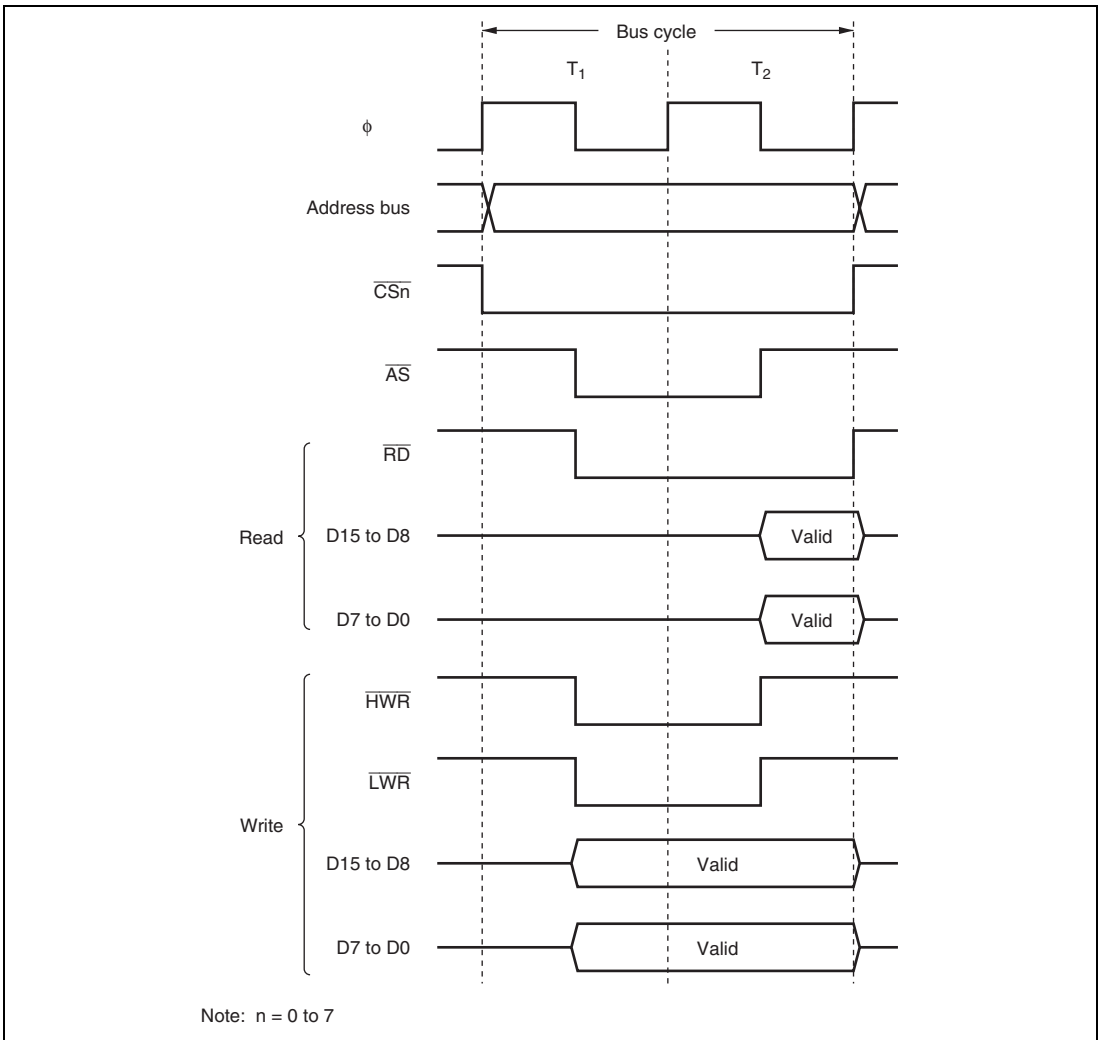 Bus cycle
T1 T2
φ
Address bus
CSn
AS
RD
Read D15 to D8 Valid
D7 to D0 Valid
HWR
LWR
Write
D15 to D8 Valid
D7 to D0 Valid
Note: n = 0 to 7